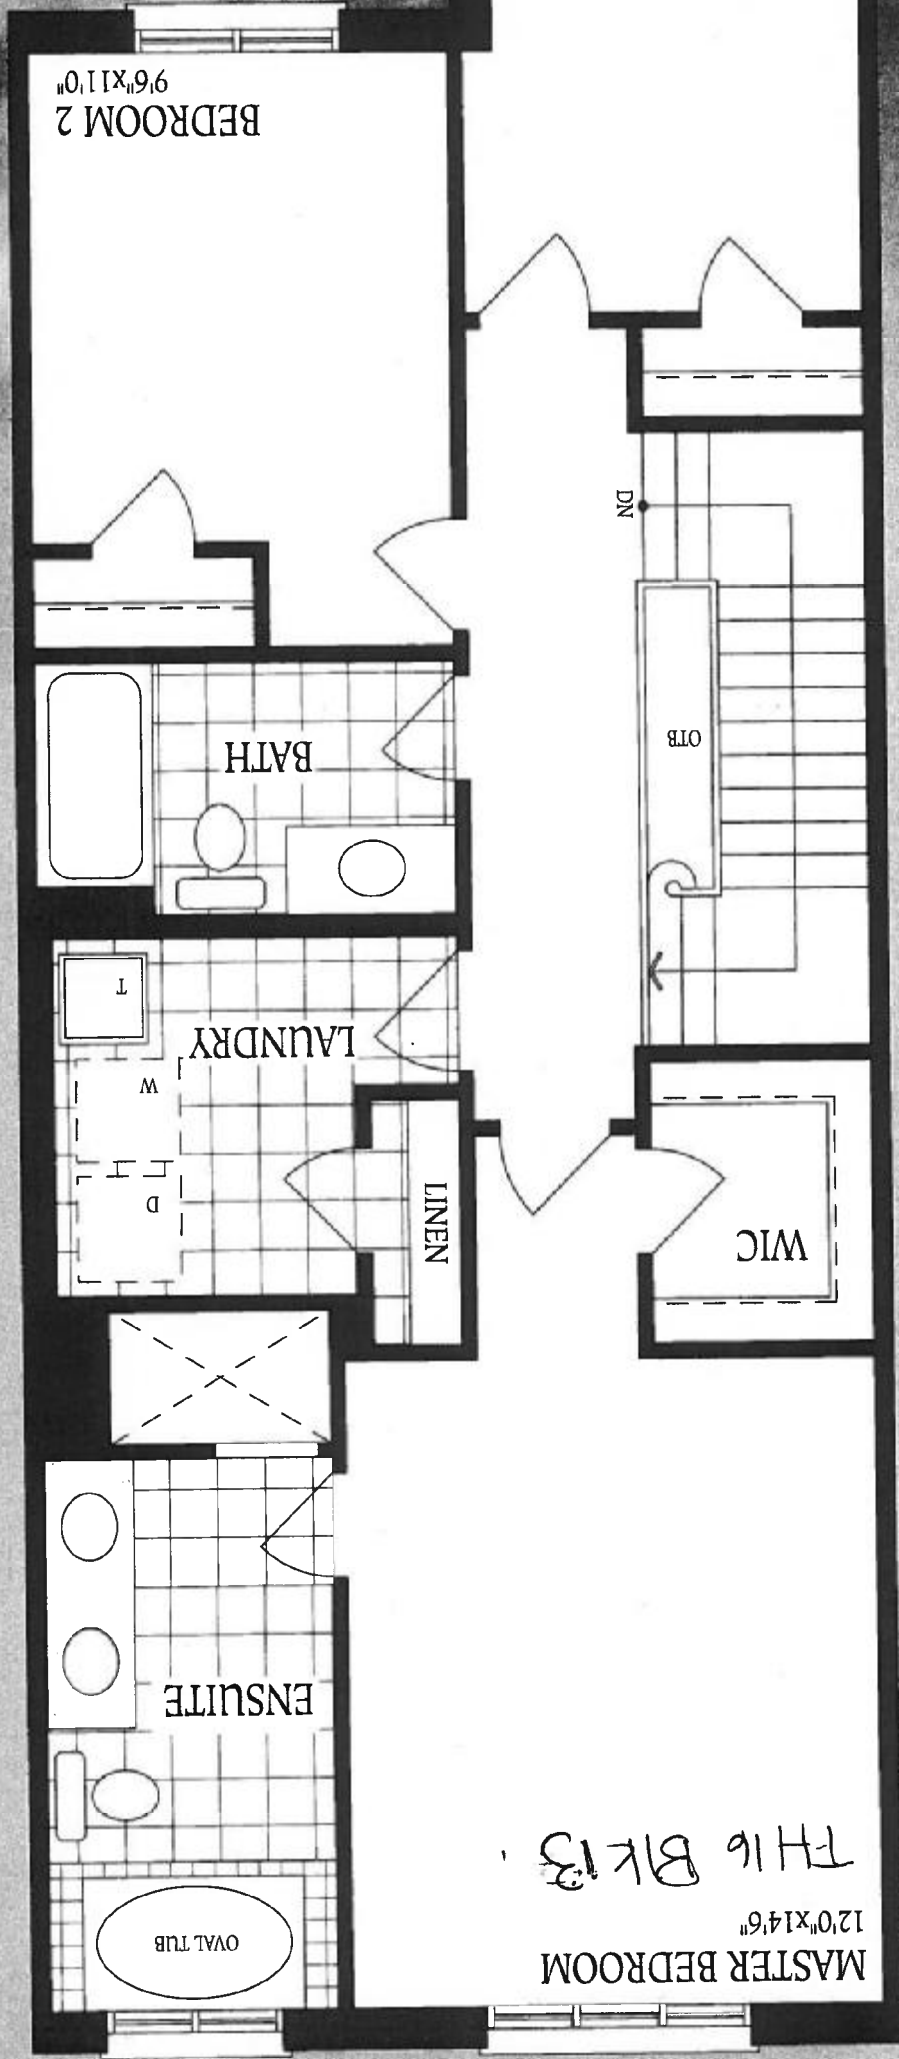 MASTER BEDROOM
12'0"x14'6"
TH16 Blk 13
OVAL TUB
ENSUITE
WIC
LINEN
D
W
LAUNDRY
T
BATH
OTB
DN
BEDROOM 2
9'6"x11'0"